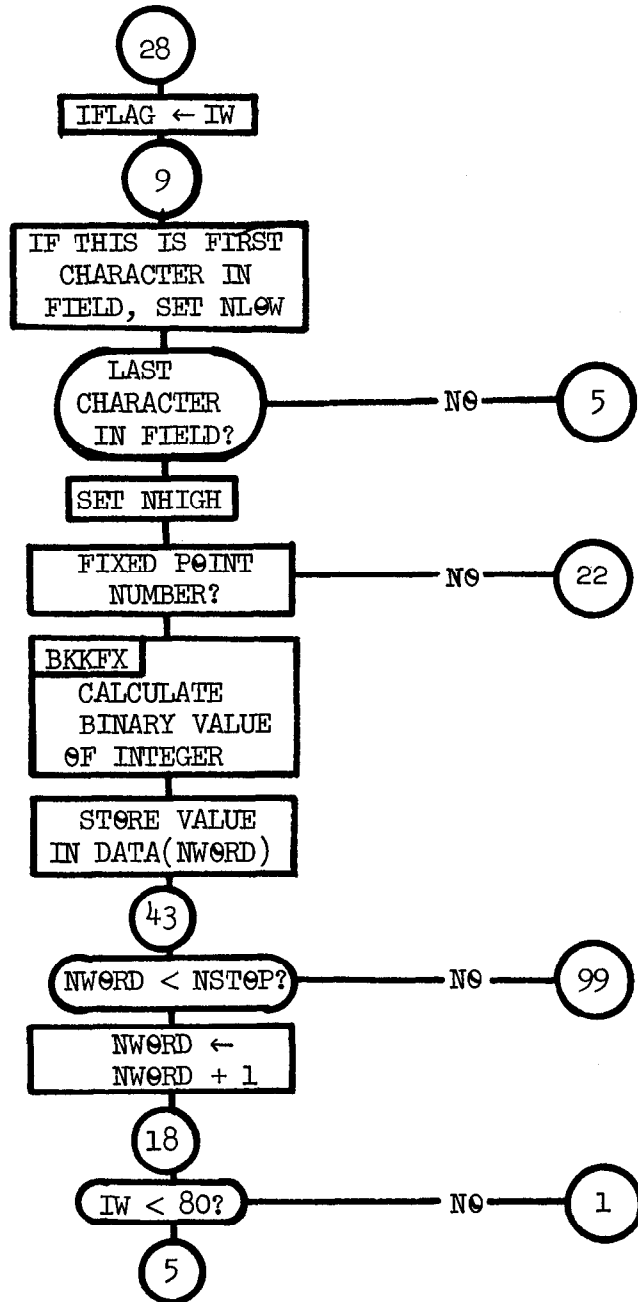 28
IFLAG ← IW
9
IF THIS IS FIRST
CHARACTER IN
FIELD, SET NLOW
LAST
CHARACTER
IN FIELD?
NO
5
SET NHIGH
FIXED POINT
NUMBER?
NO
22
BKKFX
CALCULATE
BINARY VALUE
OF INTEGER
STORE VALUE
IN DATA(NWORD)
43
NWORD < NSTOP?
NO
99
NWORD ←
NWORD + 1
18
IW < 80?
NO
1
5